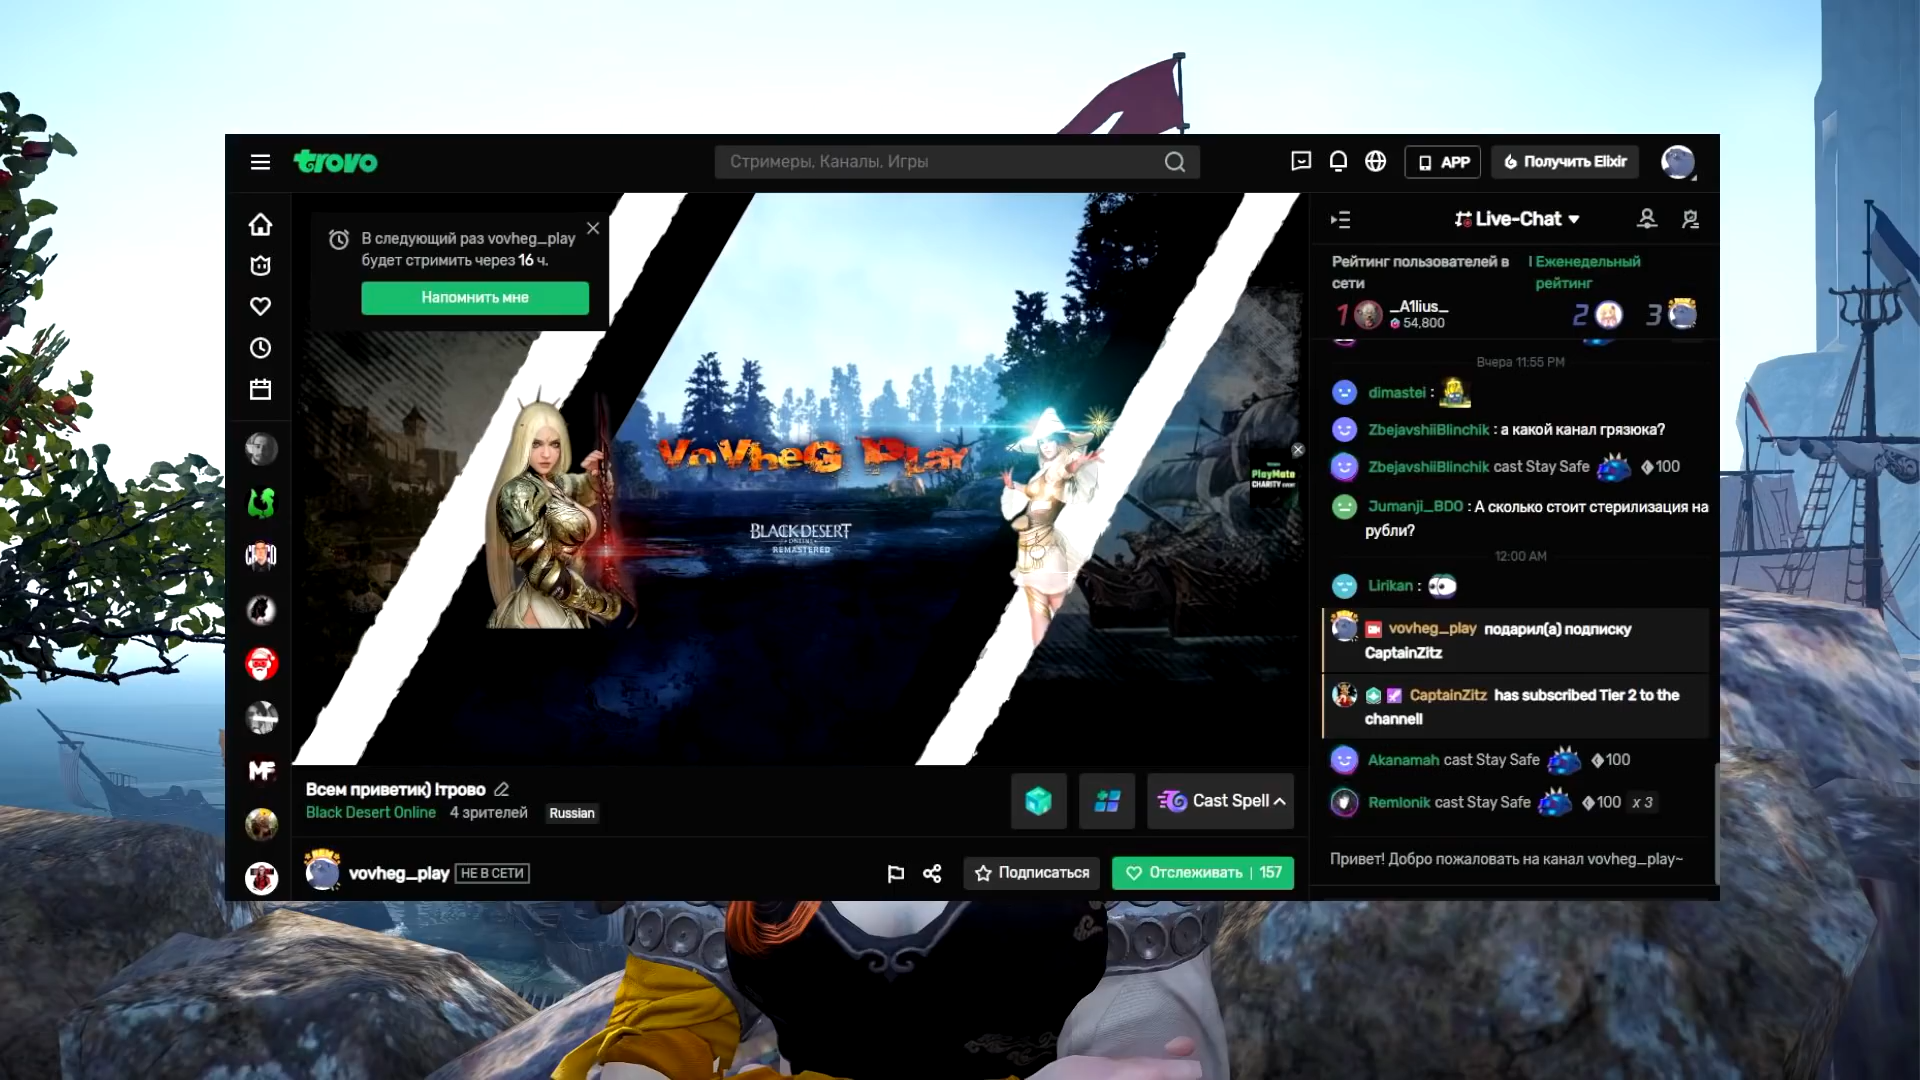 trovo
Стримеры, Каналы, Игры
APP
Получить Elixir
В следующий раз vovheg_play
будет стримить через 16 ч.
Напомнить мне
VoVheG Play
BLACK DESERT
ONLINE
REMASTERED
PlayMate
CHARITY EVENT
Live-Chat
Рейтинг пользователей в
сети
Еженедельный
рейтинг
1 _A1lius_
54,800
2
3
Вчера 11:55 PM
dimastei :
ZbejavshiiBlinchik : а какой канал грязюка?
ZbejavshiiBlinchik cast Stay Safe 100
Jumanji_BDO : А сколько стоит стерилизация на
рубли?
12:00 AM
Lirikan :
vovheg_play подарил(а) подписку
CaptainZitz
CaptainZitz has subscribed Tier 2 to the
channell
Akanamah cast Stay Safe 100
Remlonik cast Stay Safe 100 x 3
Привет! Добро пожаловать на канал vovheg_play~
MF
Всем приветик) !трово
Black Desert Online 4 зрителей Russian
Cast Spell
vovheg_play НЕ В СЕТИ
Подписаться
Отслеживать | 157